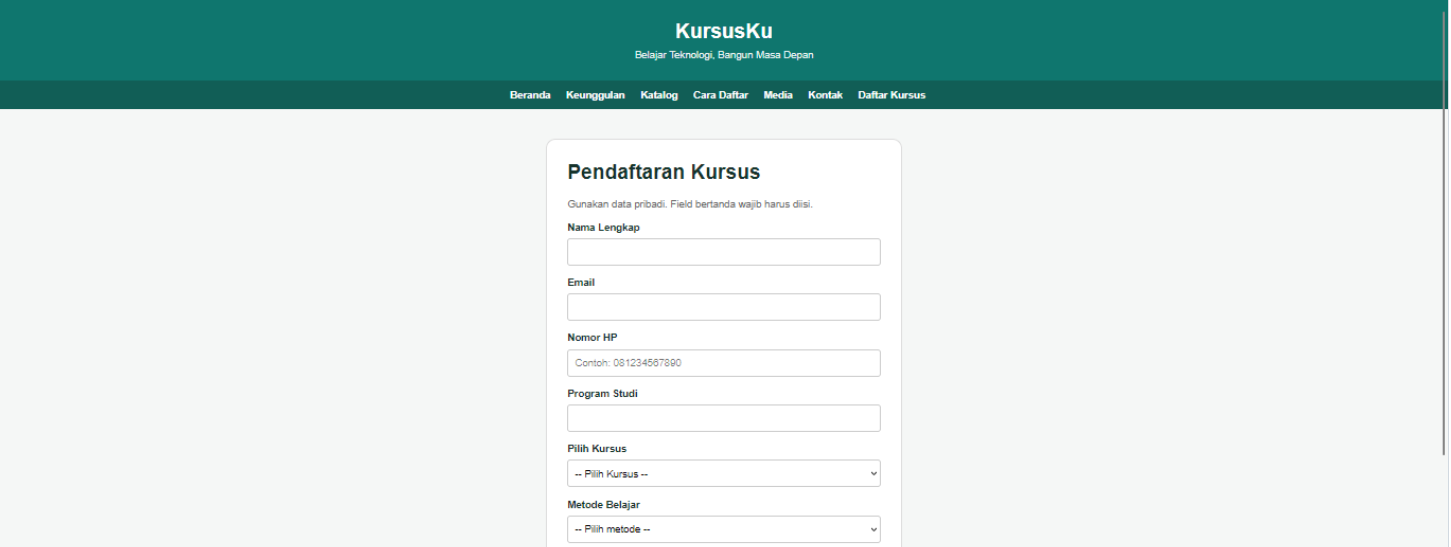 KursusKu
Belajar Teknologi, Bangun Masa Depan
Beranda Keunggulan Katalog Cara Daftar Media Kontak Daftar Kursus
Pendaftaran Kursus
Gunakan data pribadi. Field bertanda wajib harus diisi.
Nama Lengkap
Email
Nomor HP
Contoh: 081234567890
Program Studi
Pilih Kursus
-- Pilih Kursus --
Metode Belajar
-- Pilih metode --